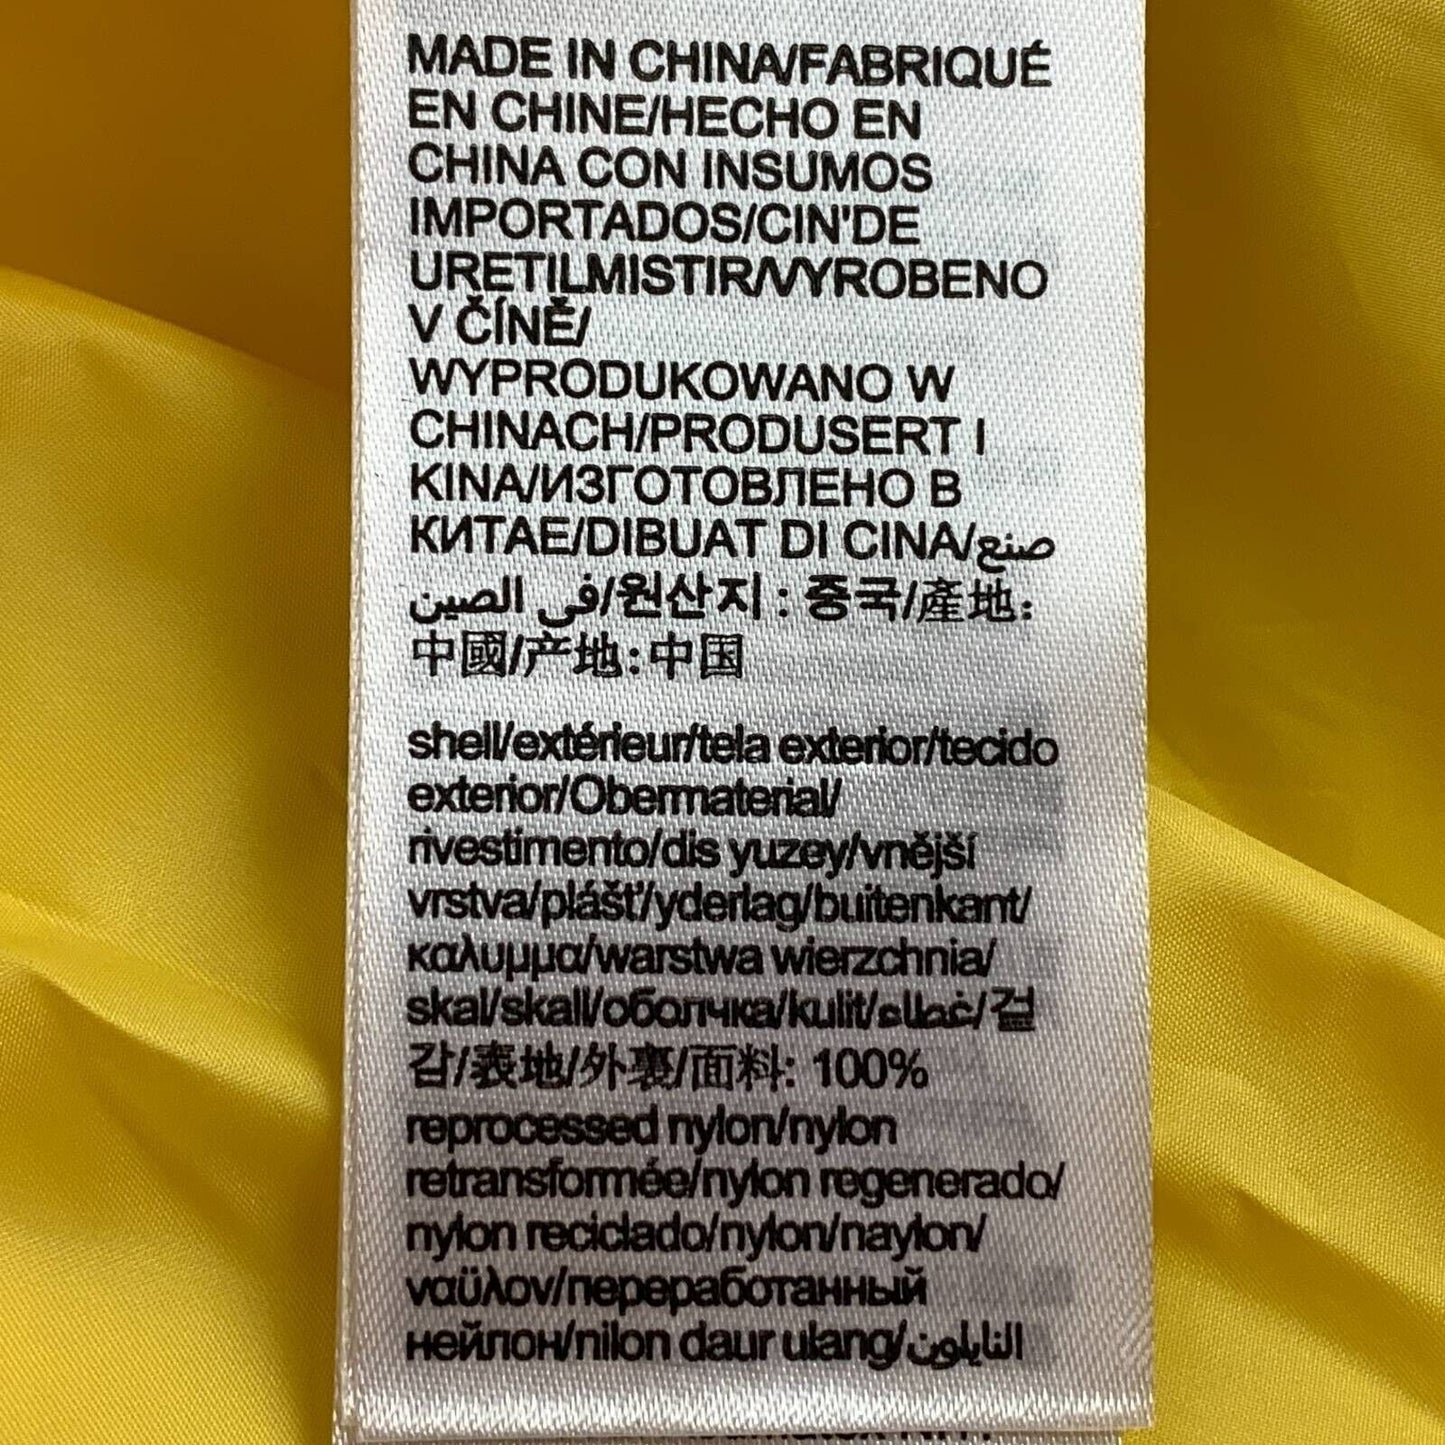 MADE IN CHINA/FABRIQUÉ
EN CHINE/HECHO EN
CHINA CON INSUMOS
IMPORTADOS/CIN'DE
URETILMISTIR/VYROBENO
V ČÍNĚ/
WYPRODUKOWANO W
CHINACH/PRODUSERT I
KINA/ИЗГОТОВЛЕНО В
КИТАЕ/DIBUAT DI CINA/صنع
في الصين/원산지 : 중국/產地:
中國/产地:中国
shell/extérieur/tela exterior/tecido
exterior/Obermaterial/
rivestimento/dis yuzey/vnější
vrstva/plášť/yderlag/buitenkant/
καλυμμα/warstwa wierzchnia/
skal/skall/оболчка/kulit/غطاء/겉
감/表地/外裏/面料: 100%
reprocessed nylon/nylon
retransformée/nylon regenerado/
nylon reciclado/nylon/naylon/
ναϋλον/переработанный
нейлон/nilon daur ulang/النايلون